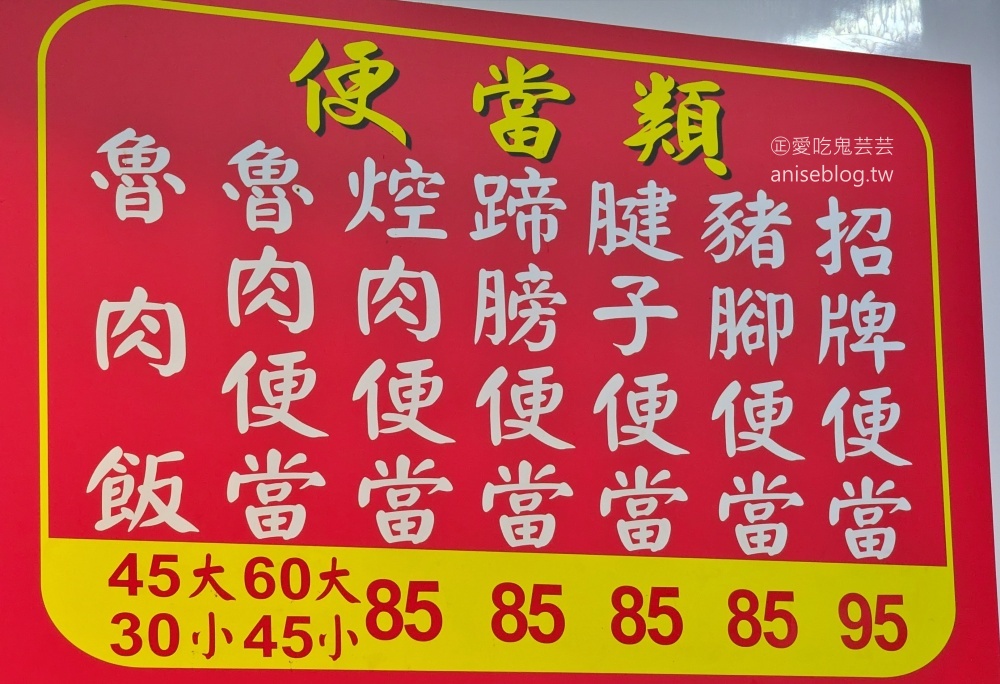 便當類
㊣愛吃鬼芸芸
aniseblog.tw
魯肉飯
魯肉便當
焢肉便當
蹄膀便當
腱子便當
豬腳便當
招牌便當
45大 60大 85 85 85 85 95
30小 45小